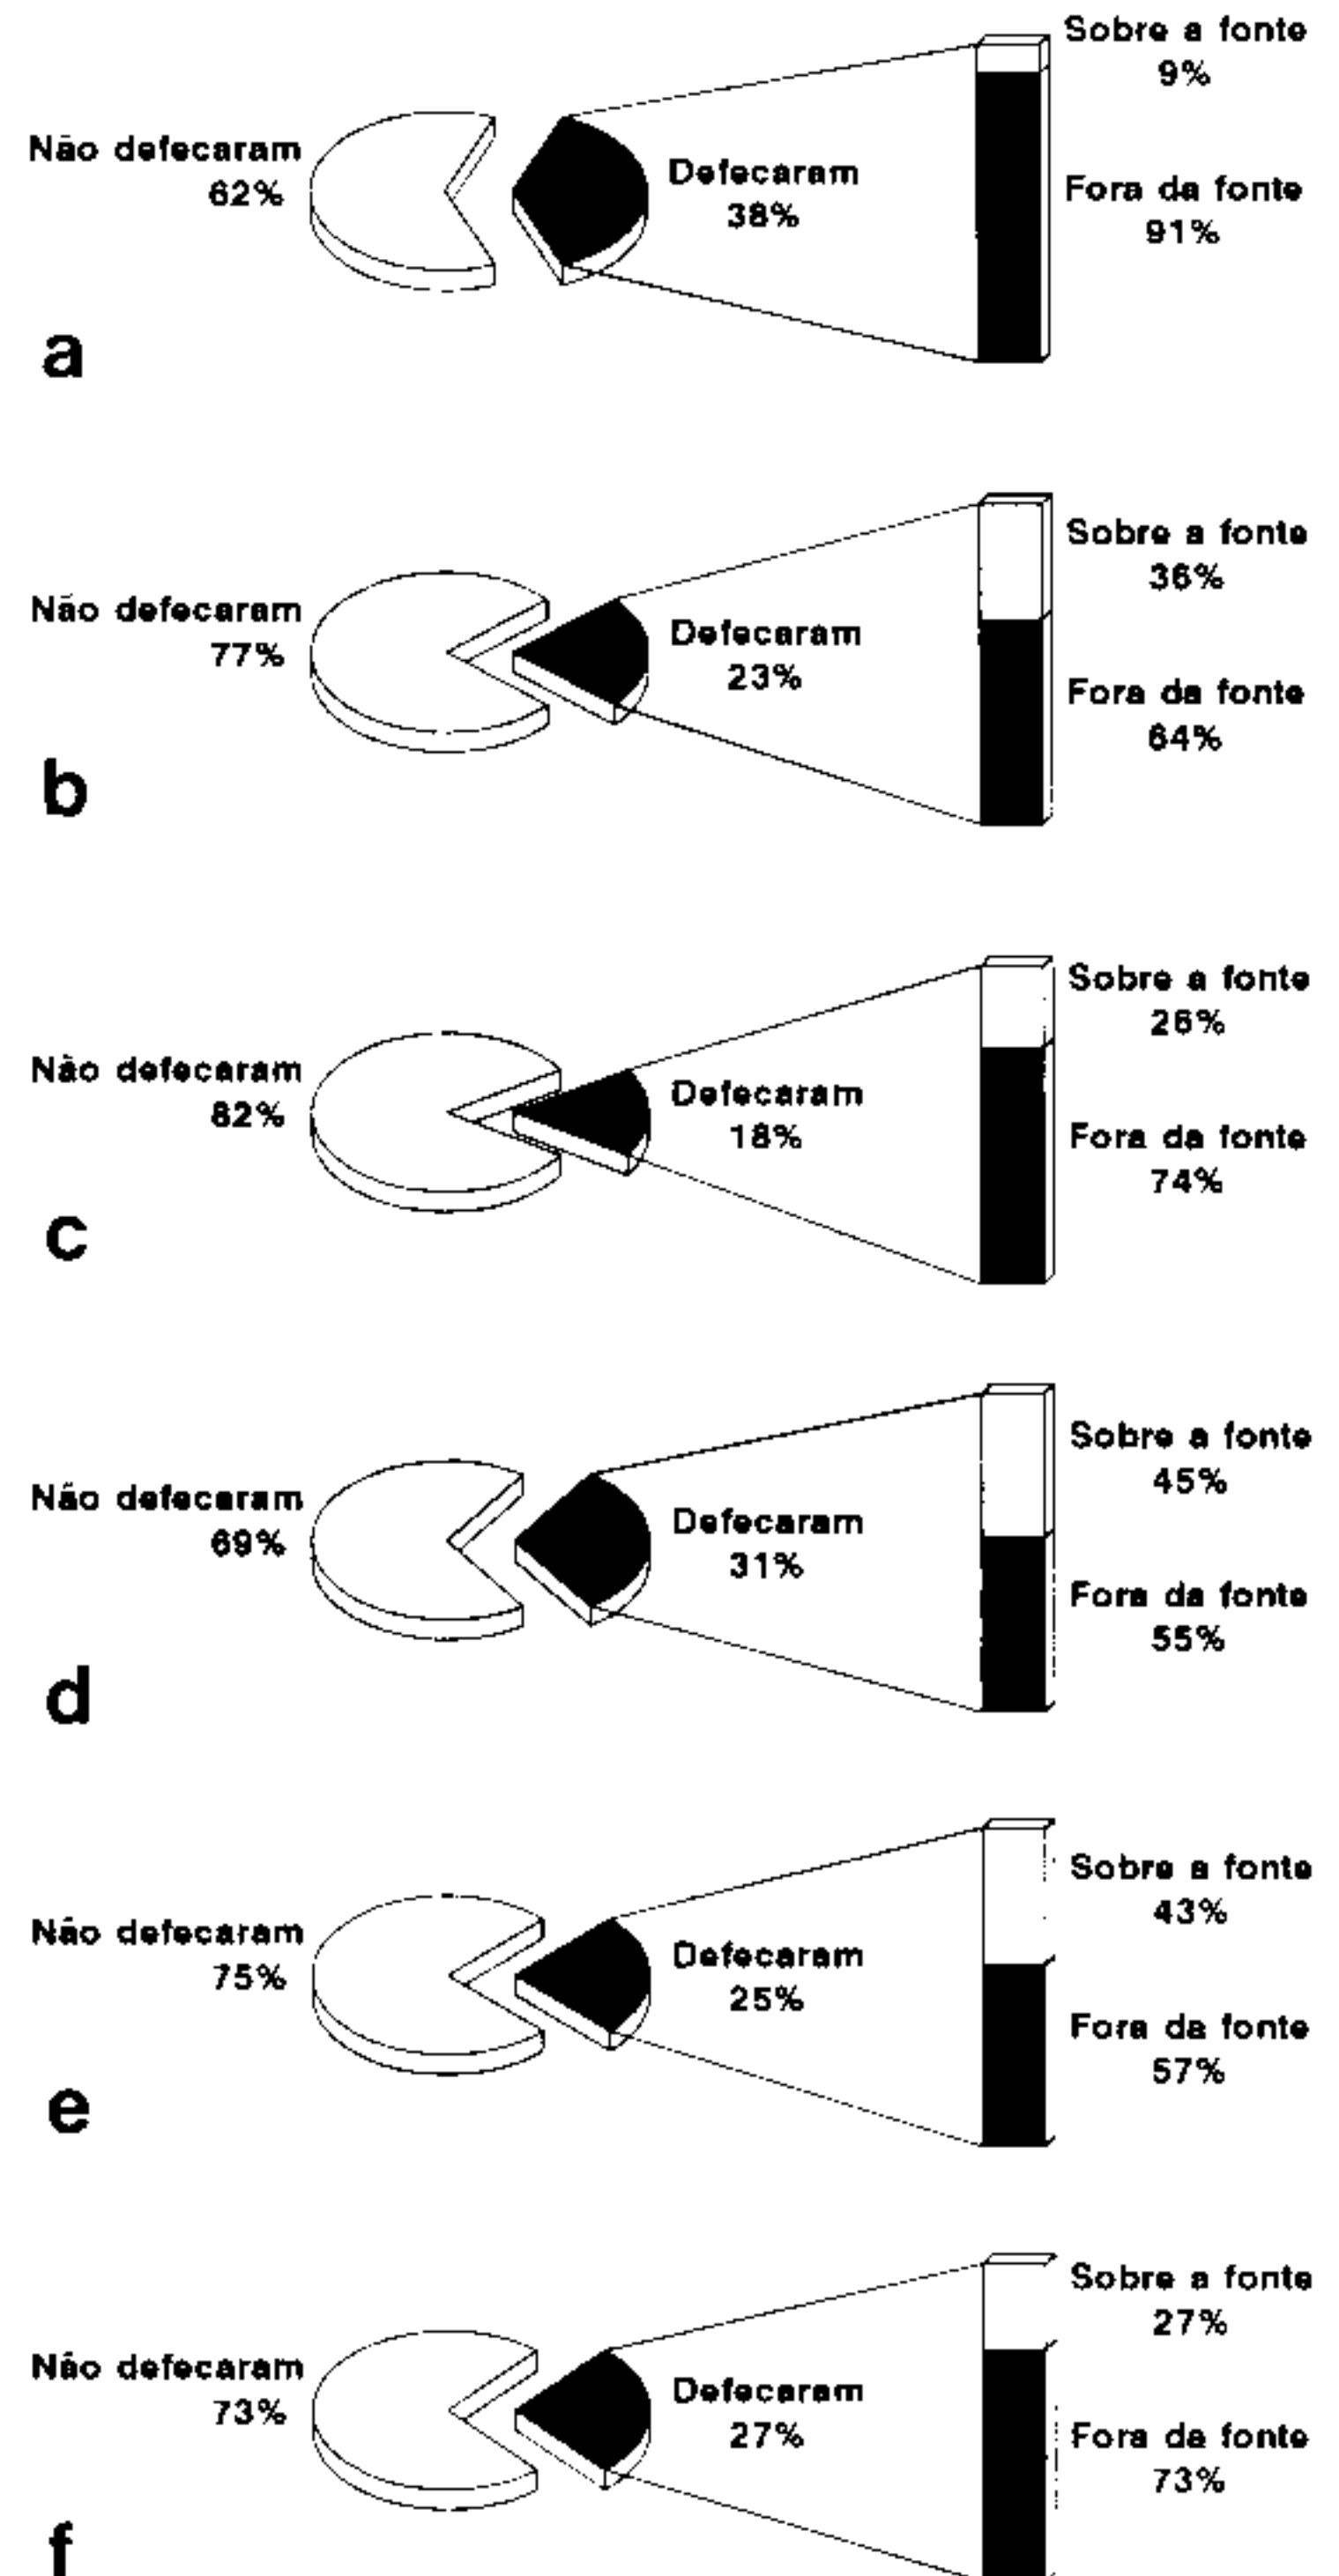 Sobre a fonte
9%
Não defecaram
62%
Defecaram
38%
Fora da fonte
91%
a
Sobre a fonte
36%
Não defecaram
77%
Defecaram
23%
Fora da fonte
64%
b
Sobre a fonte
26%
Não defecaram
82%
Defecaram
18%
Fora da fonte
74%
c
Sobre a fonte
45%
Não defecaram
69%
Defecaram
31%
Fora da fonte
55%
d
Sobre a fonte
43%
Não defecaram
75%
Defecaram
25%
Fora da fonte
57%
e
Sobre a fonte
27%
Não defecaram
73%
Defecaram
27%
Fora da fonte
73%
f